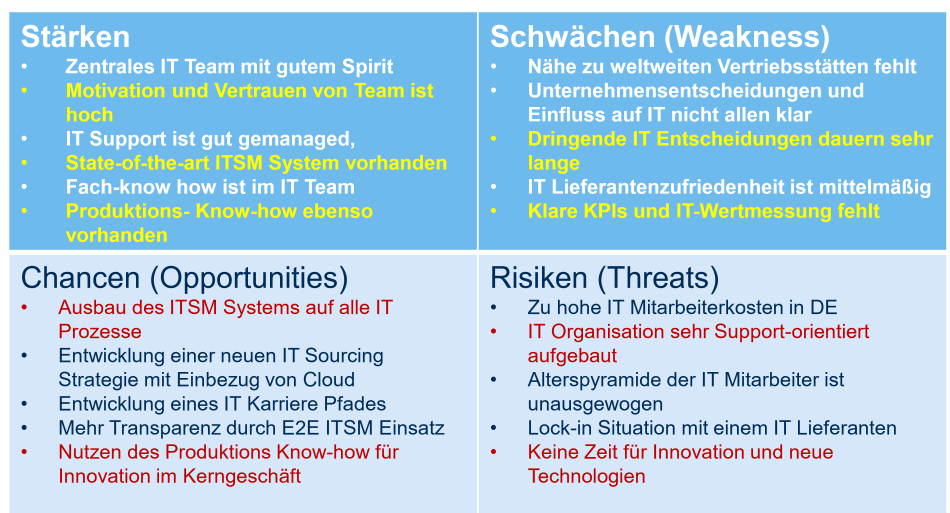 Stärken
• Zentrales IT Team mit gutem Spirit
• Motivation und Vertrauen von Team ist
hoch
• IT Support ist gut gemanaged,
• State-of-the-art ITSM System vorhanden
• Fach-know how ist im IT Team
• Produktions- Know-how ebenso
vorhanden
Schwächen (Weakness)
• Nähe zu weltweiten Vertriebsstätten fehlt
• Unternehmensentscheidungen und
Einfluss auf IT nicht allen klar
• Dringende IT Entscheidungen dauern sehr
lange
• IT Lieferantenzufriedenheit ist mittelmäßig
• Klare KPIs und IT-Wertmessung fehlt
Chancen (Opportunities)
• Ausbau des ITSM Systems auf alle IT
Prozesse
• Entwicklung einer neuen IT Sourcing
Strategie mit Einbezug von Cloud
• Entwicklung eines IT Karriere Pfades
• Mehr Transparenz durch E2E ITSM Einsatz
• Nutzen des Produktions Know-how für
Innovation im Kerngeschäft
Risiken (Threats)
• Zu hohe IT Mitarbeiterkosten in DE
• IT Organisation sehr Support-orientiert
aufgebaut
• Alterspyramide der IT Mitarbeiter ist
unausgewogen
• Lock-in Situation mit einem IT Lieferanten
• Keine Zeit für Innovation und neue
Technologien